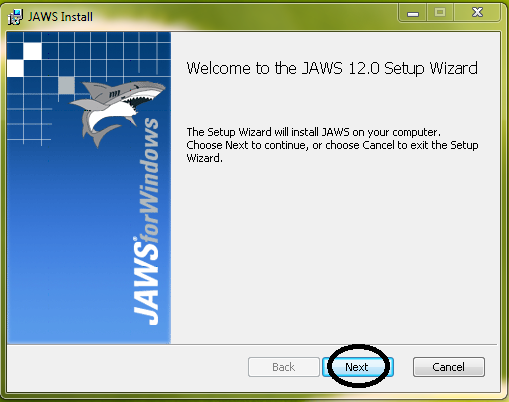 JAWS Install
Welcome to the JAWS 12.0 Setup Wizard
The Setup Wizard will install JAWS on your computer.
Choose Next to continue, or choose Cancel to exit the Setup
Wizard.
JAWS for Windows
Back
Next
Cancel